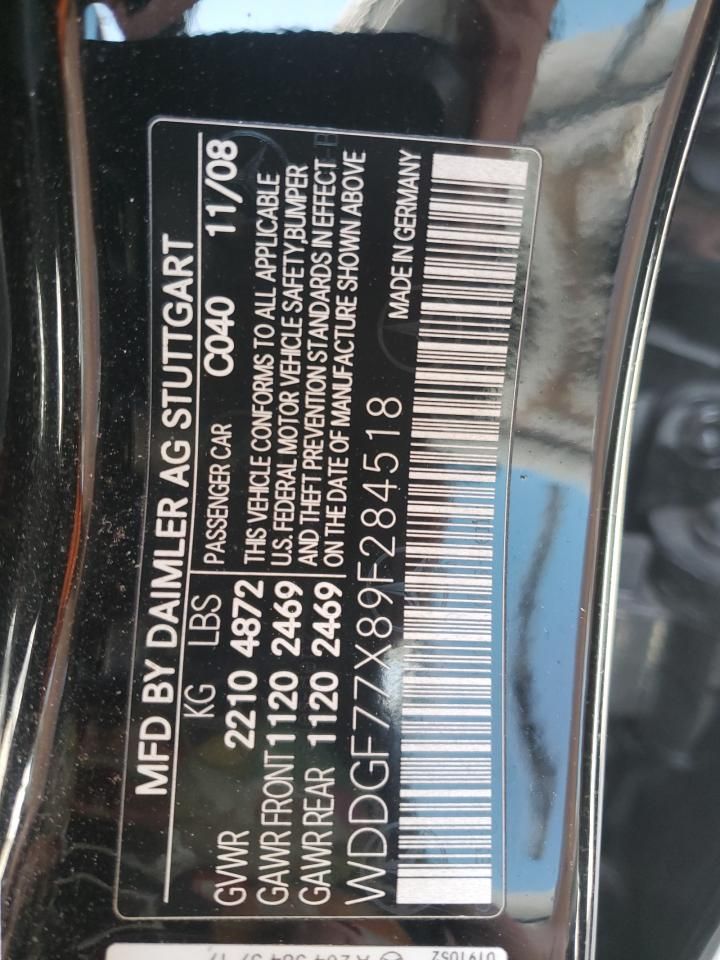 MFD BY DAIMLER AG STUTTGART
KG LBS PASSENGER CAR C040 11/08
GVWR 2210 4872 THIS VEHICLE CONFORMS TO ALL APPLICABLE
GAWR FRONT 1120 2469 U.S. FEDERAL MOTOR VEHICLE SAFETY,BUMPER
GAWR REAR 1120 2469 AND THEFT PREVENTION STANDARDS IN EFFECT
ON THE DATE OF MANUFACTURE SHOWN ABOVE
WDDGF77X89F284518 MADE IN GERMANY